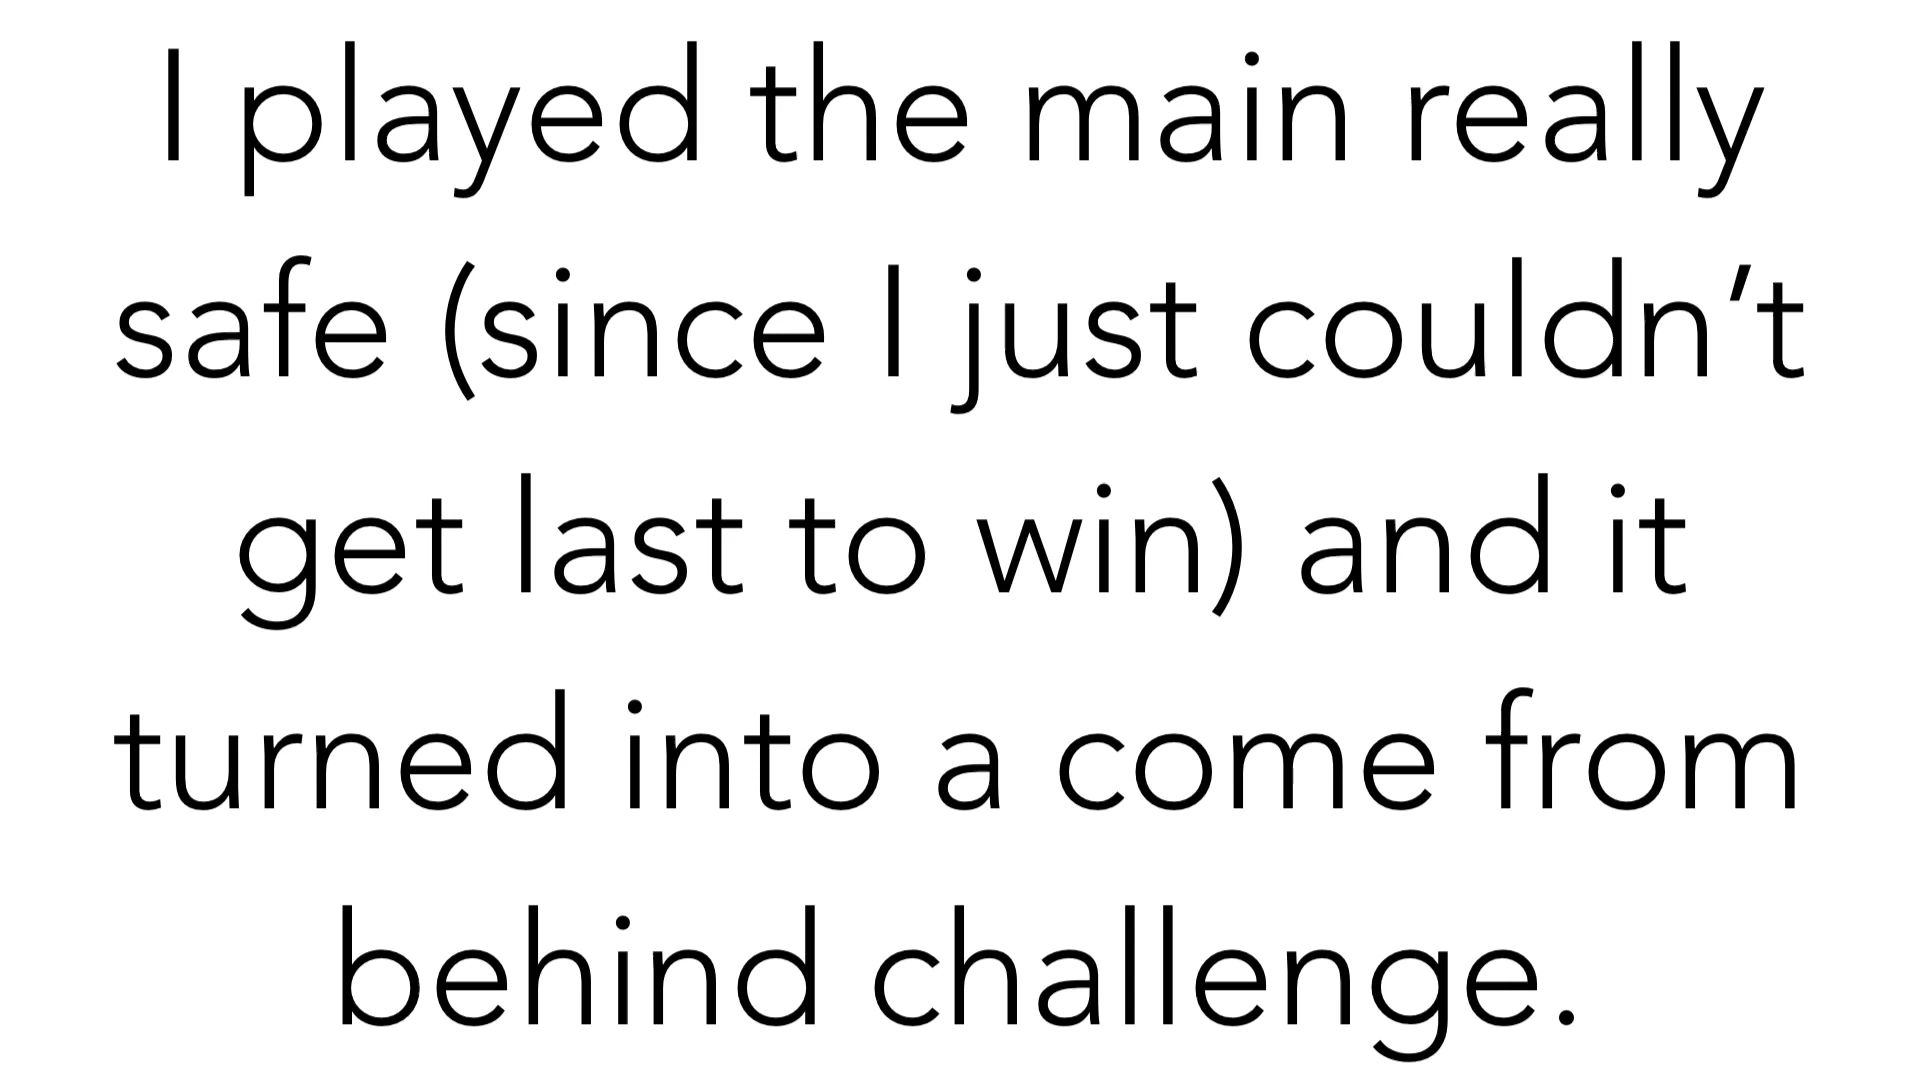 I played the main really
safe (since I just couldn’t
get last to win) and it
turned into a come from
behind challenge.